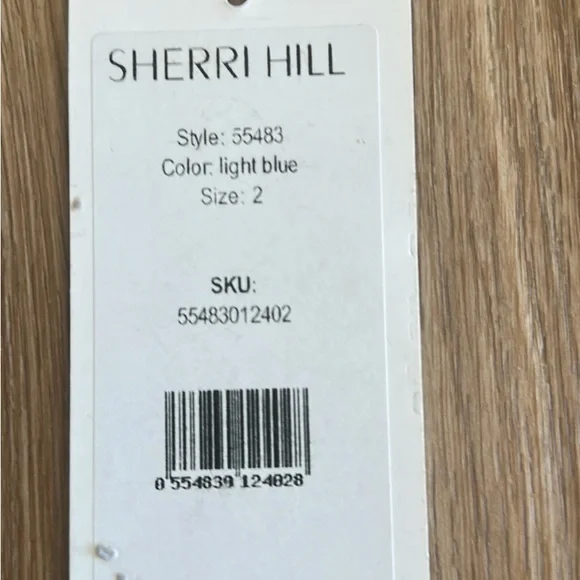 SHERRI HILL
Style: 55483
Color: light blue
Size: 2
SKU:
55483012402
0 554830 124028